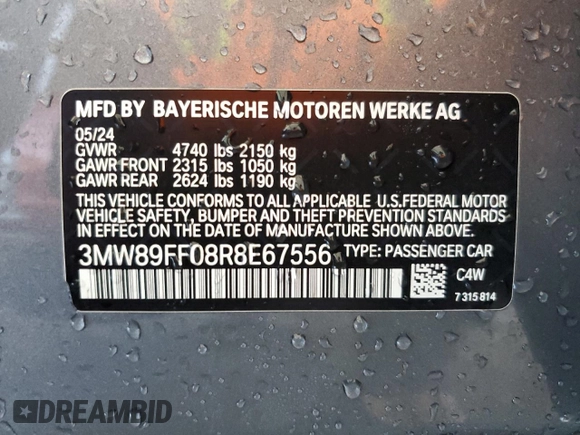 MFD BY BAYERISCHE MOTOREN WERKE AG
05/24
GVWR 4740 lbs 2150 kg
GAWR FRONT 2315 lbs 1050 kg
GAWR REAR 2624 lbs 1190 kg
THIS VEHICLE CONFORMS TO ALL APPLICABLE U.S.FEDERAL MOTOR
VEHICLE SAFETY, BUMPER AND THEFT PREVENTION STANDARDS
IN EFFECT ON THE DATE OF MANUFACTURE SHOWN ABOVE.
3MW89FF08R8E67556 TYPE: PASSENGER CAR
C4W
7 315 814
DREAMBID